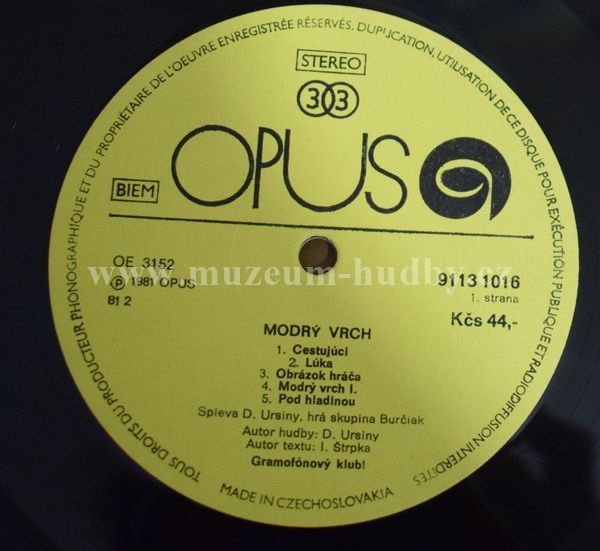 TOUS DROITS DU PRODUCTEUR PHONOGRAPHIQUE ET DU PROPRIÉTAIRE DE L'OEUVRE ENREGISTRÉE RÉSERVÉS. DUPLICATION, UTILISATION DE CE DISQUE POUR EXÉCUTION PUBLIQUE ET RADIODIFFUSION INTERDITES
STEREO
33
OPUS
BIEM
OE 3152
Ⓟ 1981 OPUS
81 2
9113 1016
1. strana
Kčs 44,-
www.muzeum-hudby.cz
MODRÝ VRCH
1. Cestujúci
2. Lúka
3. Obrázok hráča
4. Modrý vrch I.
5. Pod hladinou
Spieva D. Ursiny, hrá skupina Burčiak
Autor hudby: D. Ursiny
Autor textu: I. Štrpka
Gramofónový klub!
MADE IN CZECHOSLOVAKIA